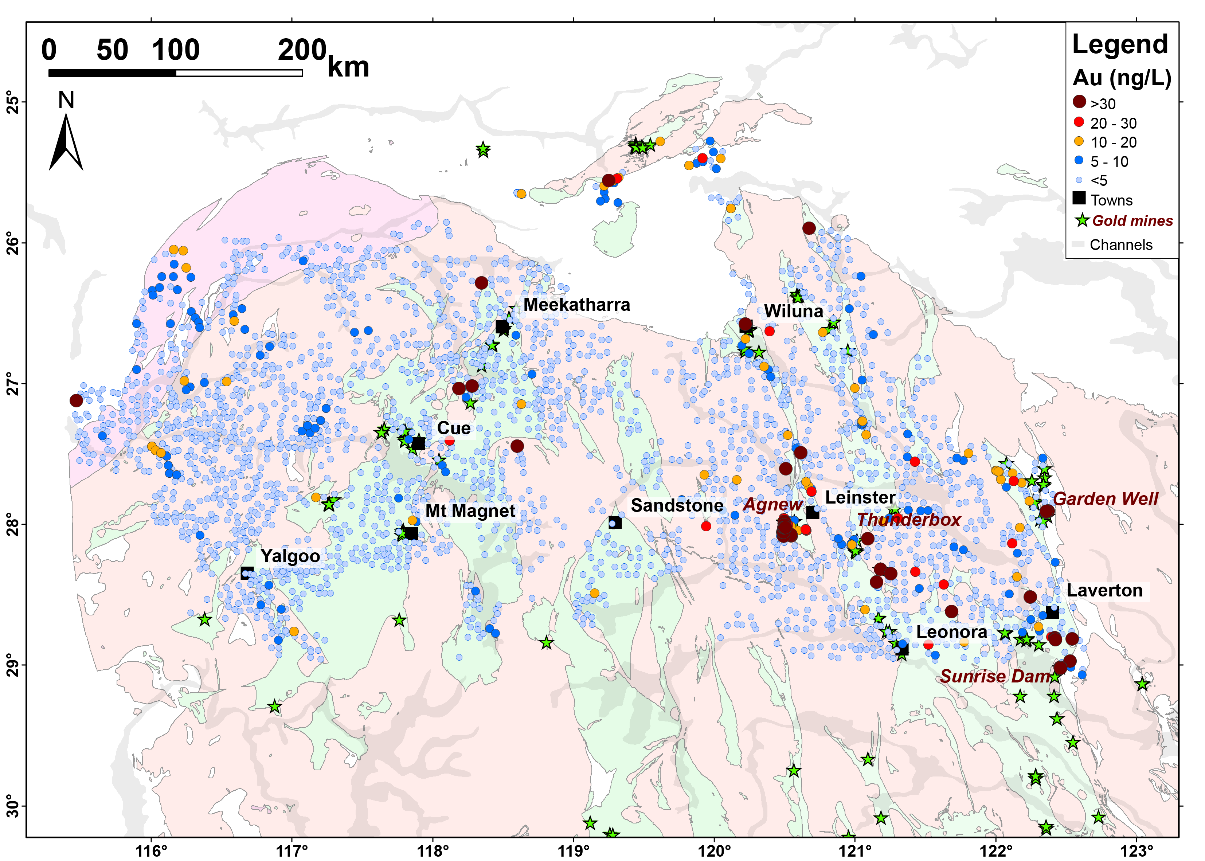 0 50 100 200 km
N
Legend
Au (ng/L)
>30
20 - 30
10 - 20
5 - 10
<5
Towns
Gold mines
Channels
25°
26°
27°
28°
29°
30°
Meekatharra
Wiluna
Cue
Sandstone
Agnew
Leinster
Garden Well
Mt Magnet
Thunderbox
Yalgoo
Laverton
Leonora
Sunrise Dam
116 117 118 119 120 121 122 123